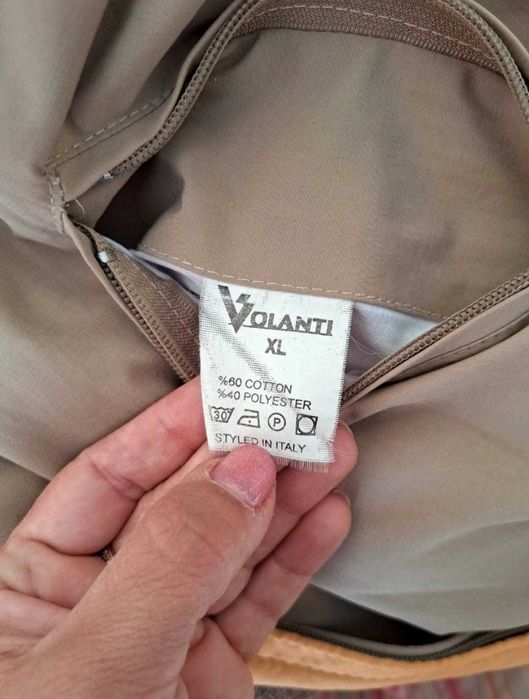 VOLANTI
XL
%60 COTTON
%40 POLYESTER
30 P
STYLED IN ITALY